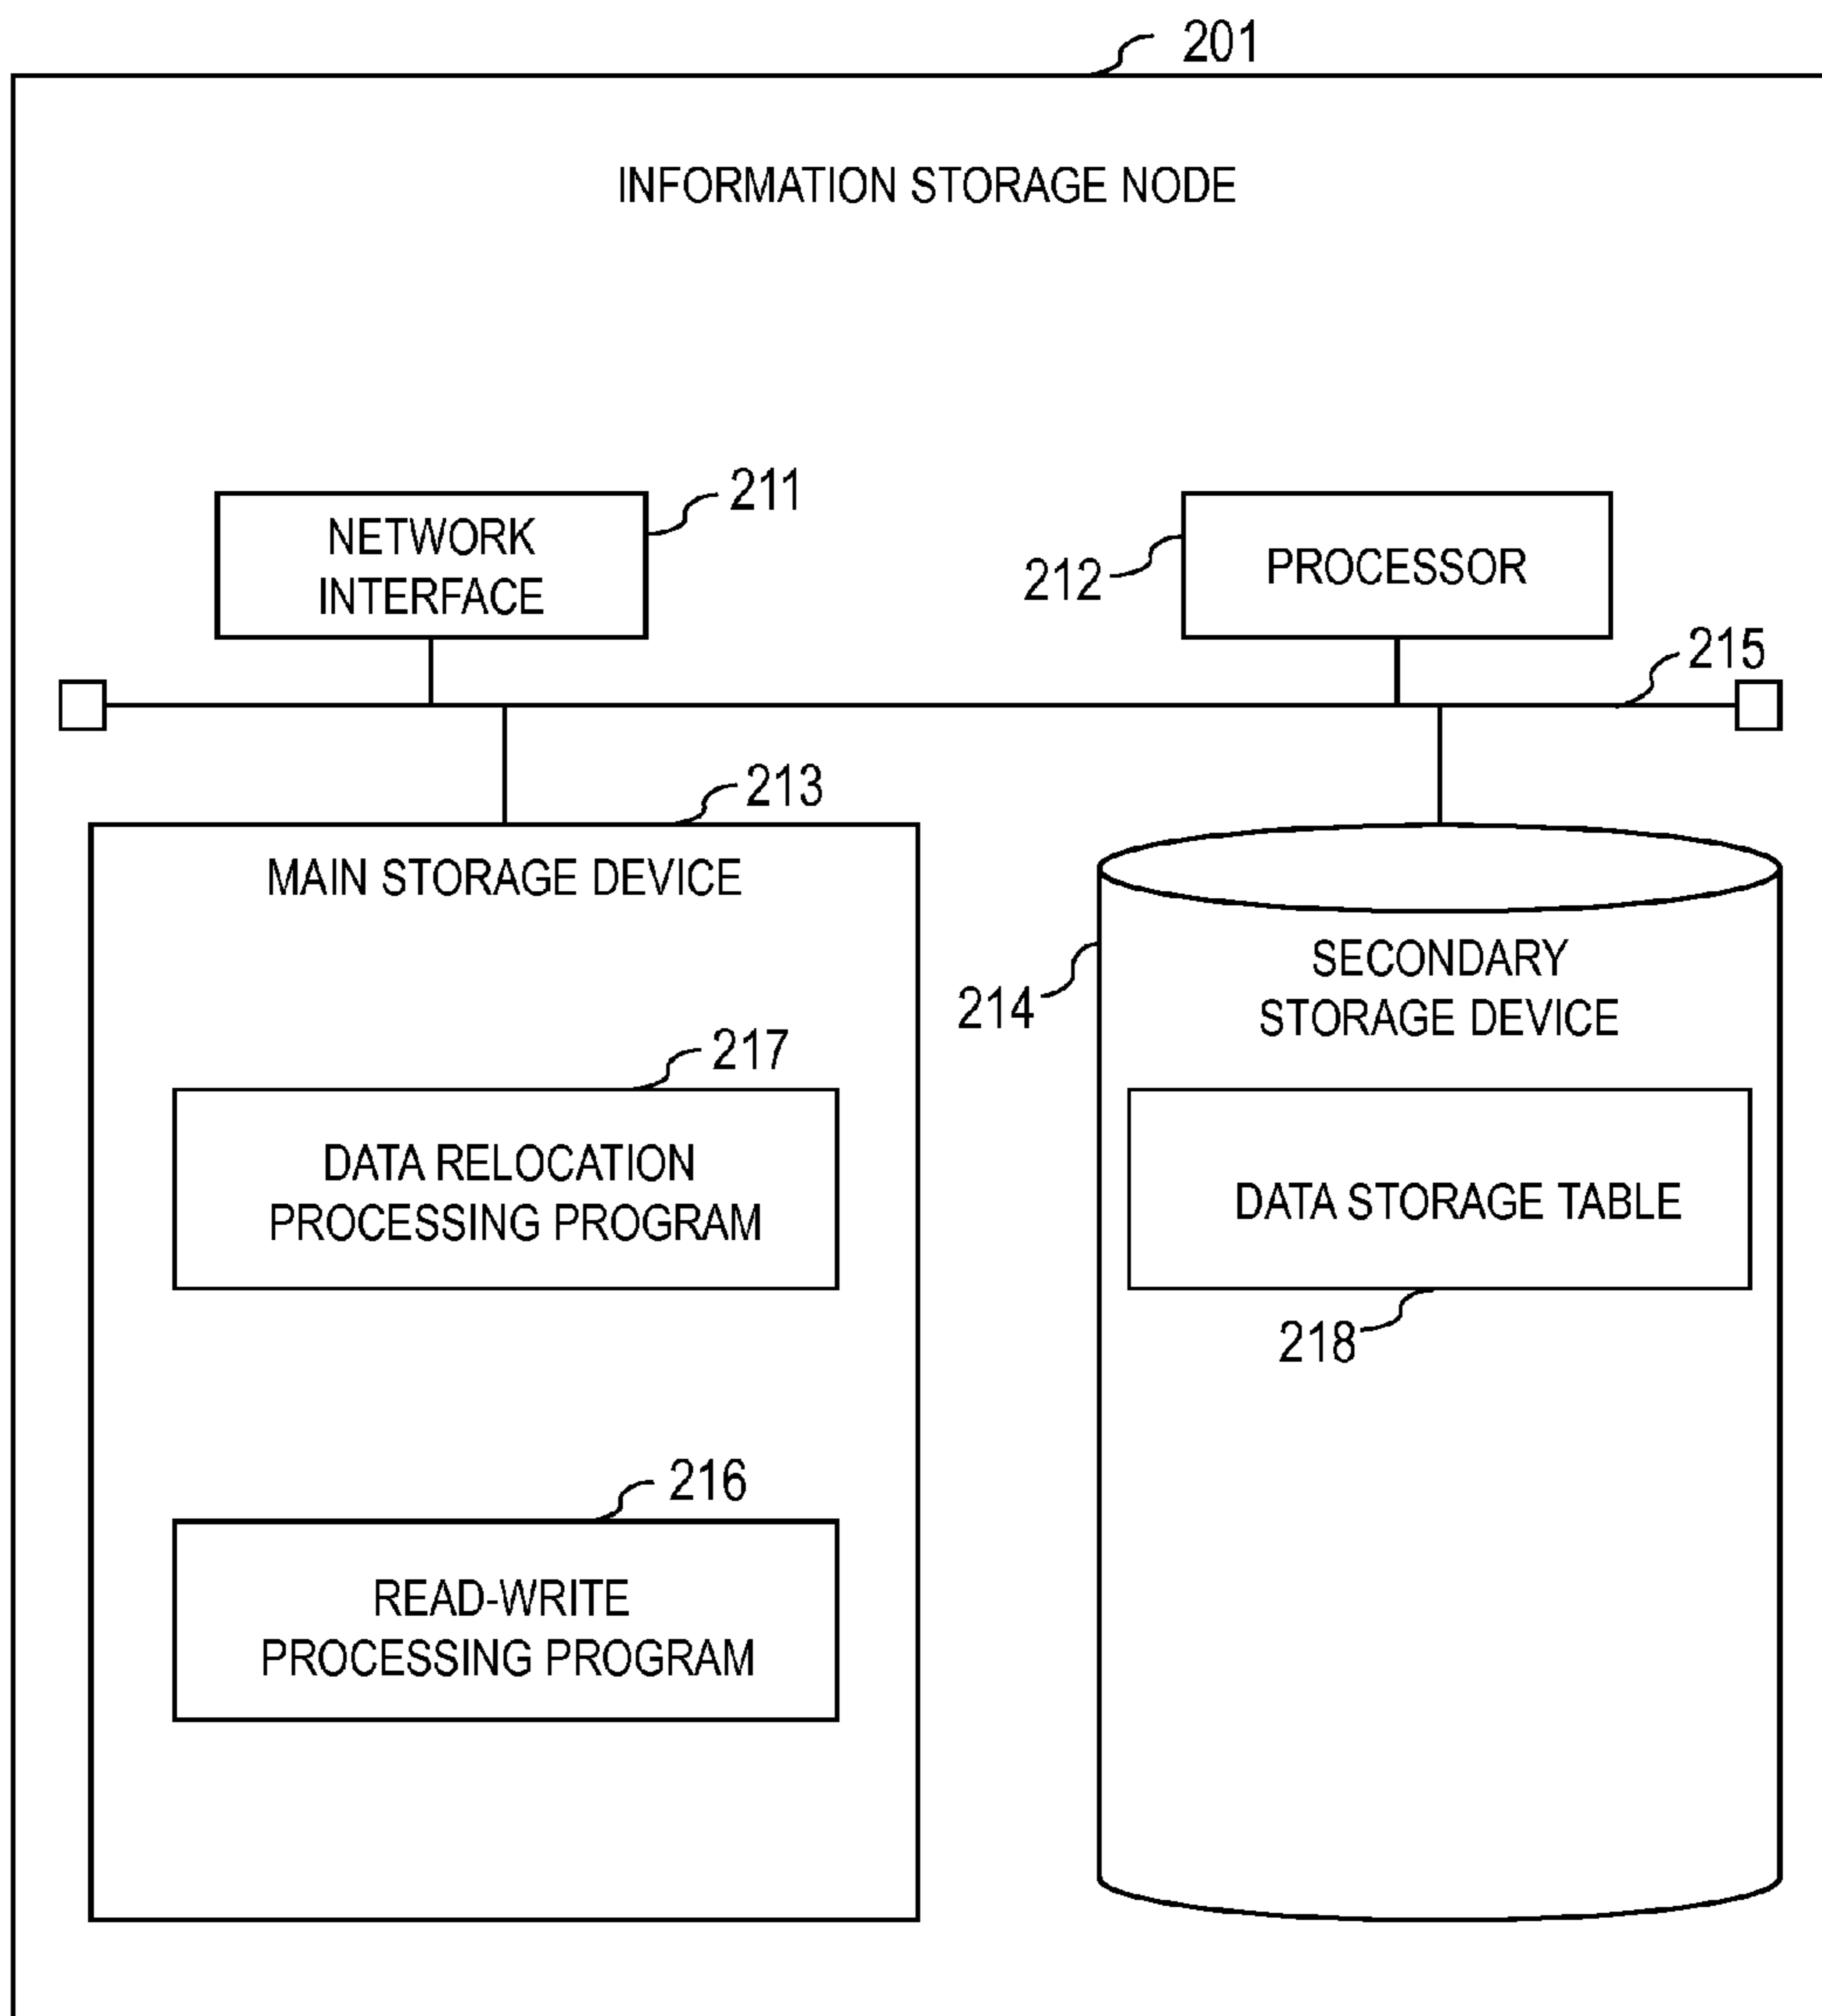 201
INFORMATION STORAGE NODE
211
NETWORK
INTERFACE
212
PROCESSOR
215
213
MAIN STORAGE DEVICE
214
SECONDARY
STORAGE DEVICE
217
DATA RELOCATION
PROCESSING PROGRAM
DATA STORAGE TABLE
218
216
READ-WRITE
PROCESSING PROGRAM